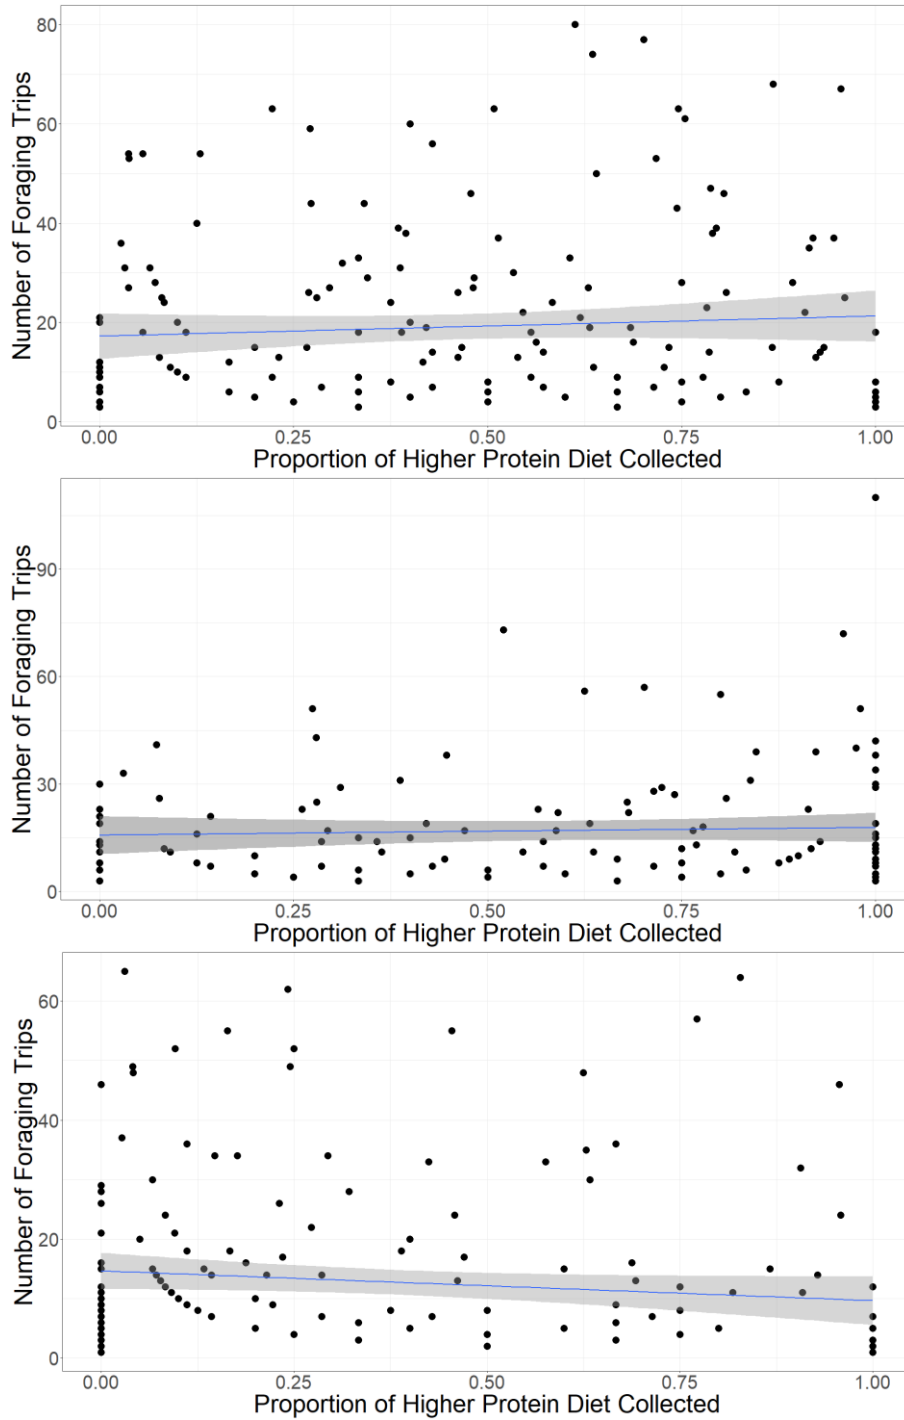 80
60
40
20
0
Number of Foraging Trips
0.00 0.25 0.50 0.75 1.00
Proportion of Higher Protein Diet Collected
90
60
30
0
Number of Foraging Trips
0.00 0.25 0.50 0.75 1.00
Proportion of Higher Protein Diet Collected
60
40
20
0
Number of Foraging Trips
0.00 0.25 0.50 0.75 1.00
Proportion of Higher Protein Diet Collected